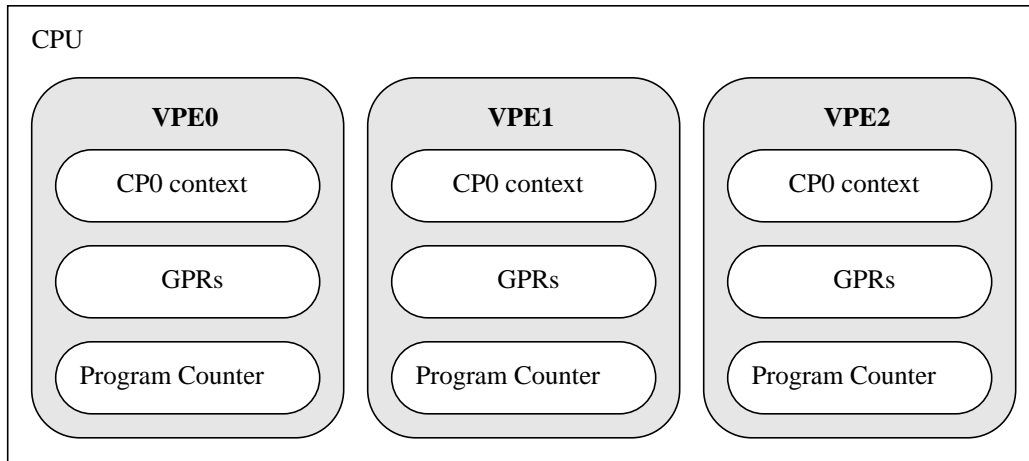 CPU
VPE0
CP0 context
GPRs
Program Counter
VPE1
CP0 context
GPRs
Program Counter
VPE2
CP0 context
GPRs
Program Counter